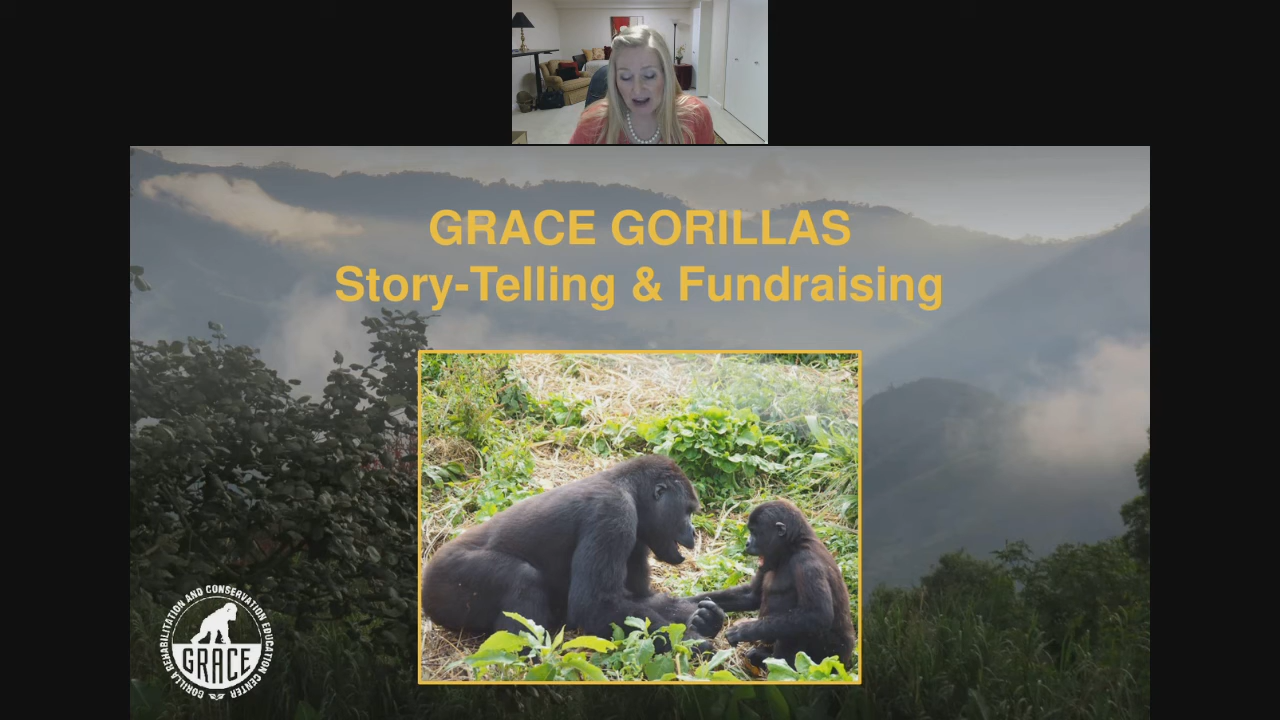 GRACE GORILLAS
Story-Telling & Fundraising
GORILLA REHABILITATION AND CONSERVATION EDUCATION CENTER
GRACE